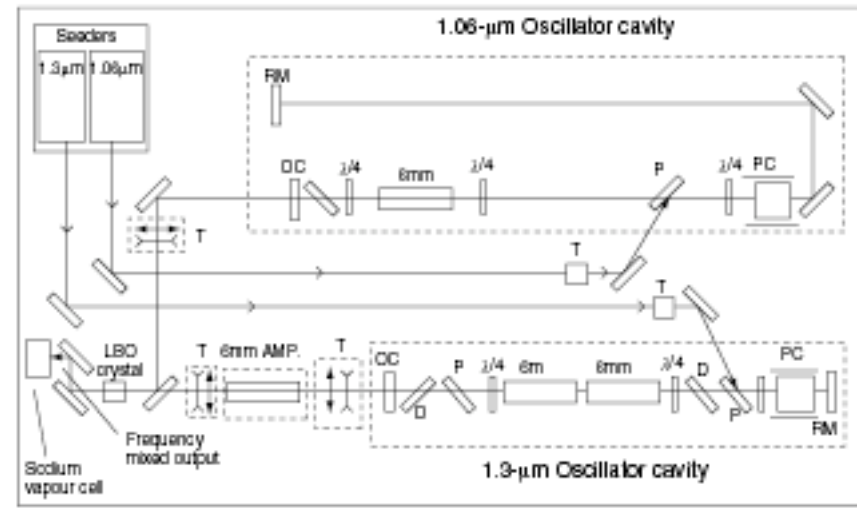 1.06-μm Oscillator cavity
Seeders
1.3μm 1.06μm
RM
OC λ/4 6mm λ/4 P λ/4 PC
T
T
T
LBO crystal
T 6mm AMP. T
OC P λ/4 6m 6mm λ/4 D PC
D P RM
Frequency
mixed output
Sodium
vapour cell
1.3-μm Oscillator cavity